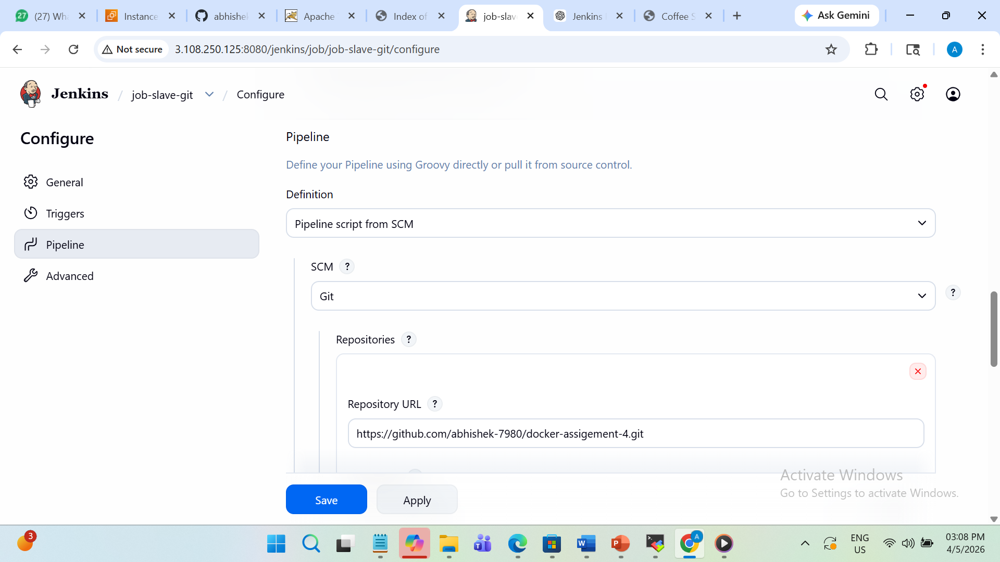 27
(27) Wha
Instance
abhishek
Apache
Index of
job-slav
Jenkins
Coffee S
Ask Gemini
Not secure
3.108.250.125:8080/jenkins/job/job-slave-git/configure
A
Jenkins / job-slave-git / Configure
Configure
General
Triggers
Pipeline
Advanced
Pipeline
Define your Pipeline using Groovy directly or pull it from source control.
Definition
Pipeline script from SCM
SCM ?
Git
?
Repositories ?
Repository URL ?
https://github.com/abhishek-7980/docker-assigement-4.git
Save
Apply
Activate Windows
Go to Settings to activate Windows.
3
T
W
P
A
ENG
US
03:08 PM
4/5/2026